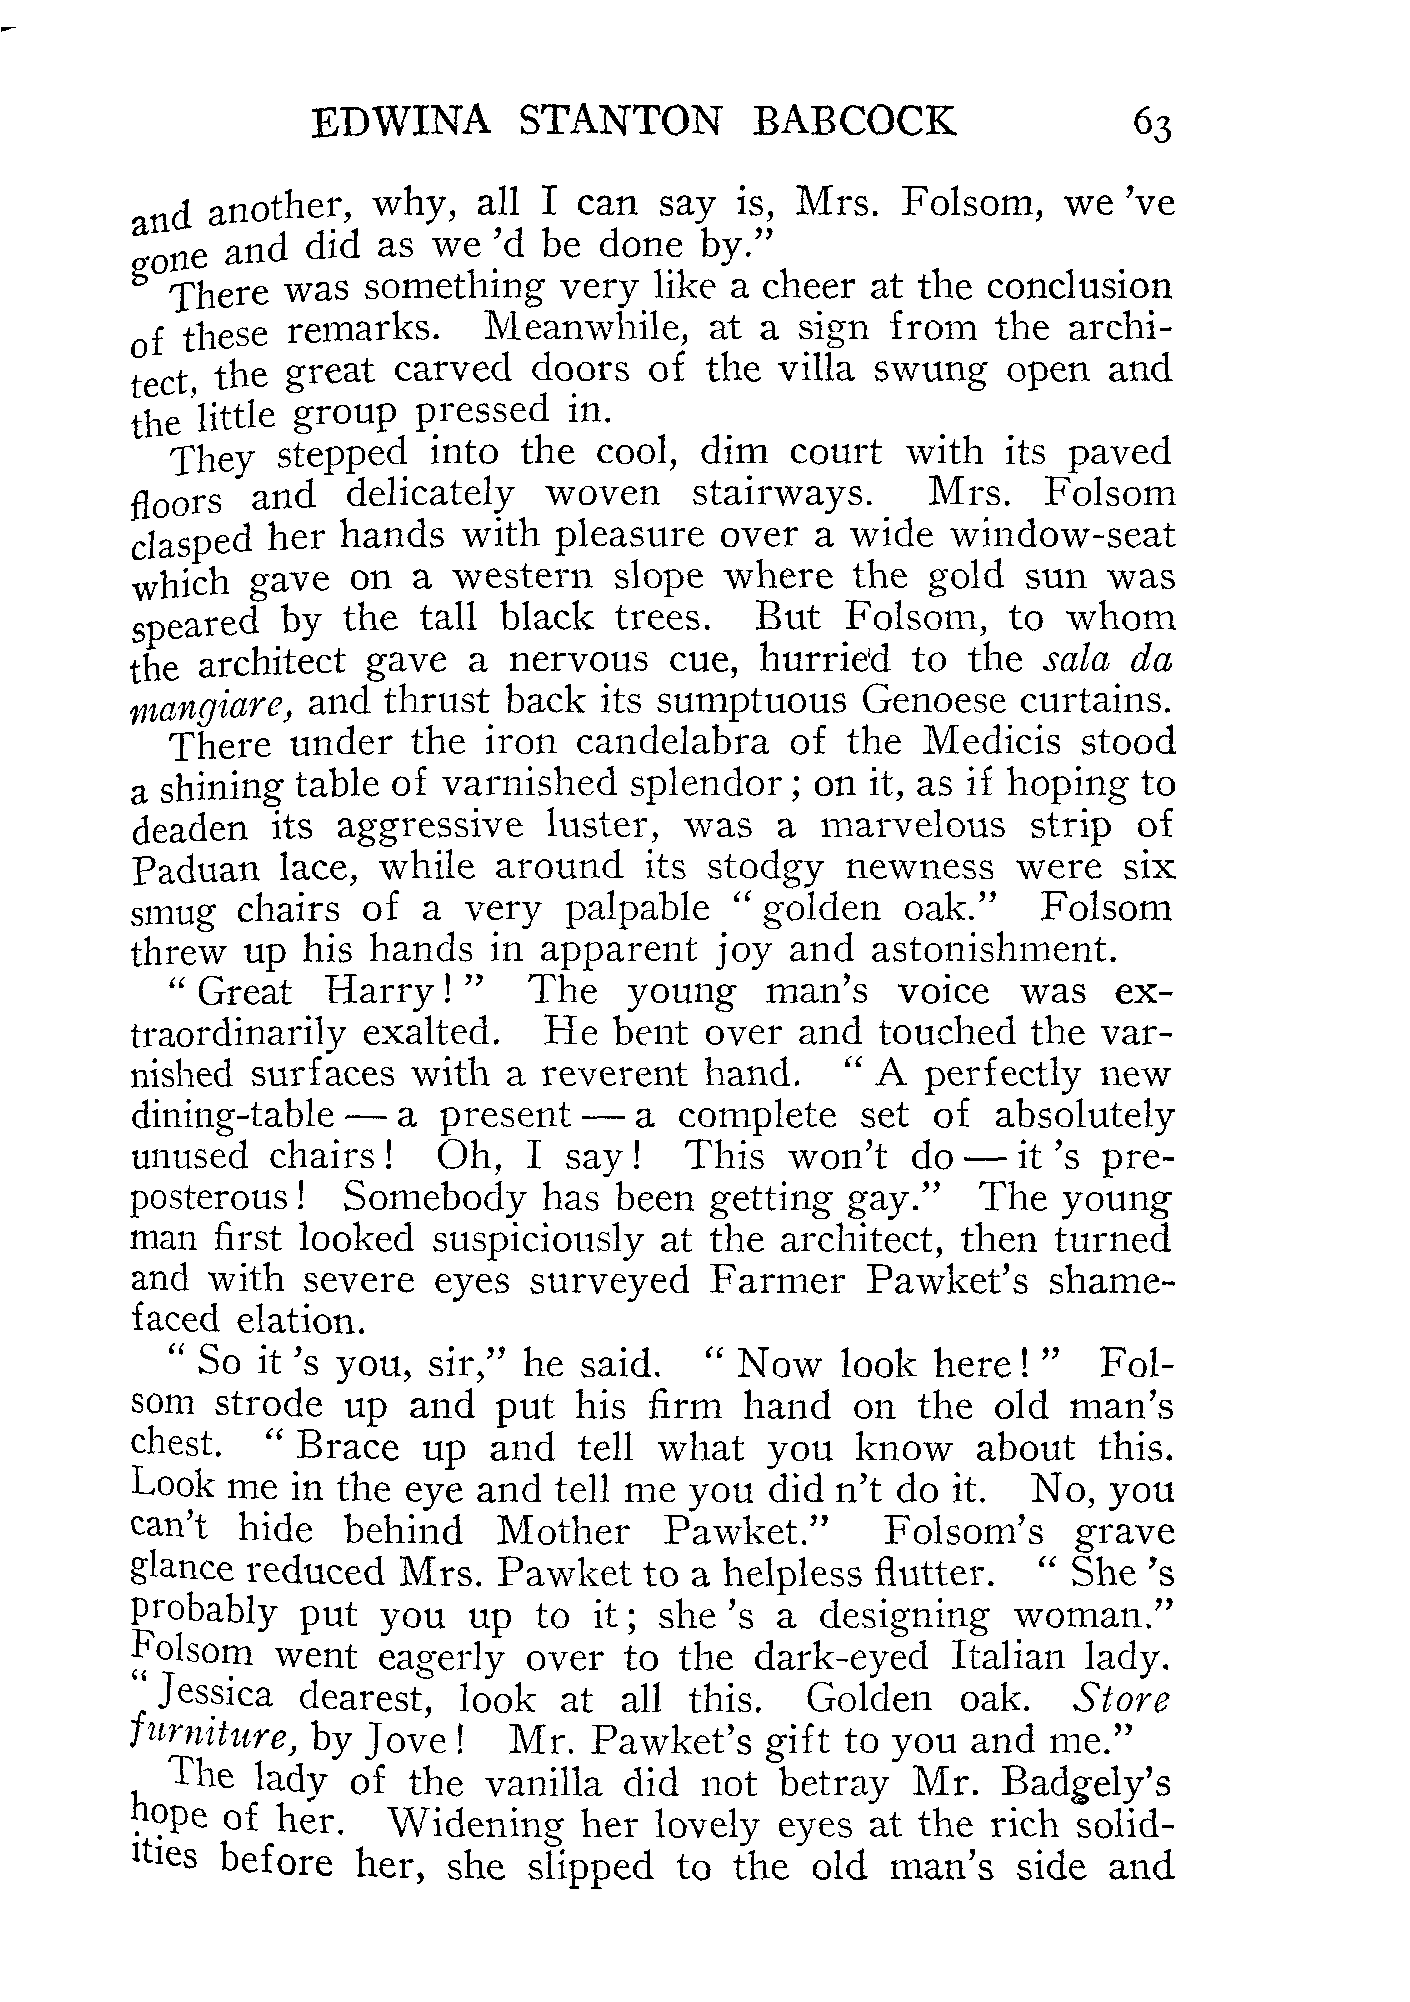 EDWINA STANTON BABCOCK 63
and another, why, all I can say is, Mrs. Folsom, we 've
gone and did as we 'd be done by."
There was something very like a cheer at the conclusion
of these remarks. Meanwhile, at a sign from the archi-
tect, the great carved doors of the villa swung open and
the little group pressed in.
They stepped into the cool, dim court with its paved
floors and delicately woven stairways. Mrs. Folsom
clasped her hands with pleasure over a wide window-seat
which gave on a western slope where the gold sun was
speared by the tall black trees. But Folsom, to whom
the architect gave a nervous cue, hurried to the sala da
mangiare, and thrust back its sumptuous Genoese curtains.
There under the iron candelabra of the Medicis stood
a shining table of varnished splendor; on it, as if hoping to
deaden its aggressive luster, was a marvelous strip of
Paduan lace, while around its stodgy newness were six
smug chairs of a very palpable "golden oak." Folsom
threw up his hands in apparent joy and astonishment.
"Great Harry!" The young man's voice was ex-
traordinarily exalted. He bent over and touched the var-
nished surfaces with a reverent hand. "A perfectly new
dining-table — a present — a complete set of absolutely
unused chairs! Oh, I say! This won't do — it 's pre-
posterous! Somebody has been getting gay." The young
man first looked suspiciously at the architect, then turned
and with severe eyes surveyed Farmer Pawket's shame-
faced elation.
"So it 's you, sir," he said. "Now look here!" Fol-
som strode up and put his firm hand on the old man's
chest. "Brace up and tell what you know about this.
Look me in the eye and tell me you did n't do it. No, you
can't hide behind Mother Pawket." Folsom's grave
glance reduced Mrs. Pawket to a helpless flutter. "She 's
probably put you up to it; she 's a designing woman."
Folsom went eagerly over to the dark-eyed Italian lady.
"Jessica dearest, look at all this. Golden oak. Store
furniture, by Jove! Mr. Pawket's gift to you and me."
The lady of the vanilla did not betray Mr. Badgely's
hope of her. Widening her lovely eyes at the rich solid-
ities before her, she slipped to the old man's side and